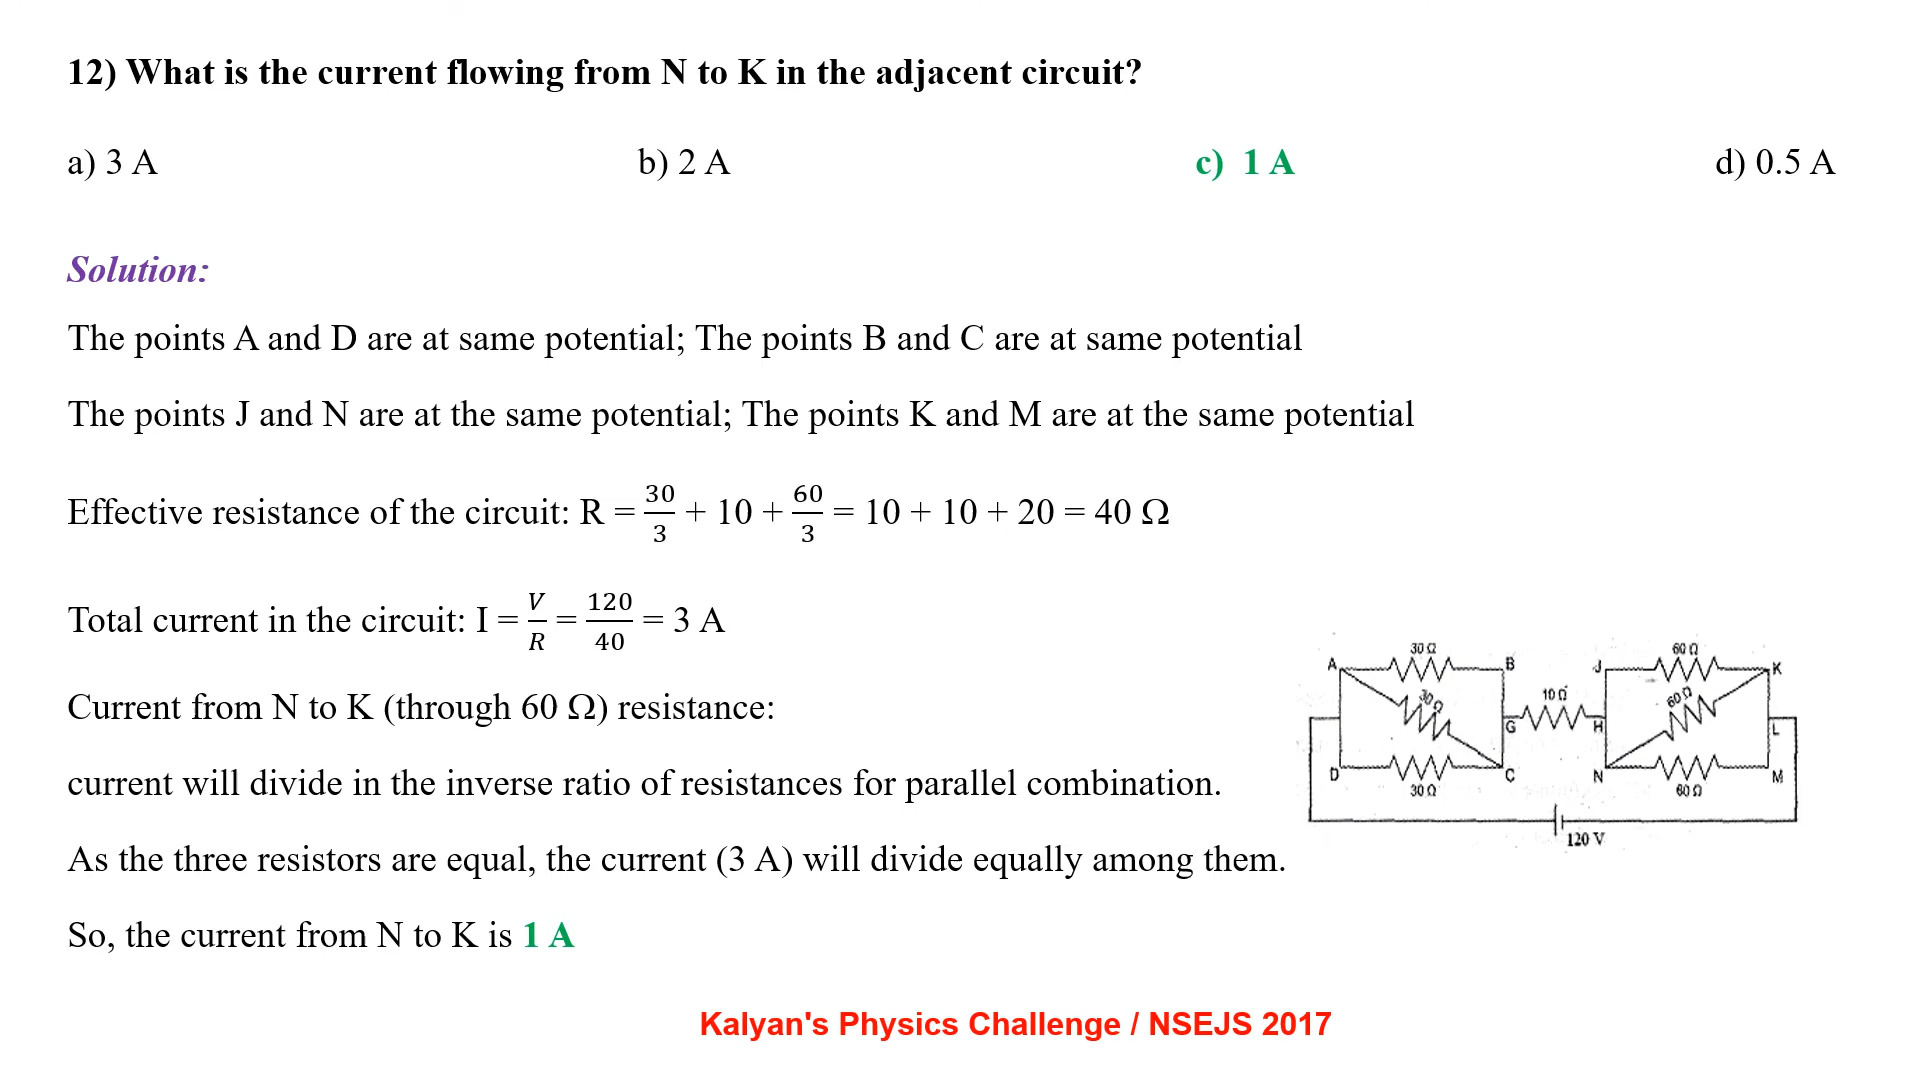 12) What is the current flowing from N to K in the adjacent circuit?
a) 3 A b) 2 A c) 1 A d) 0.5 A
Solution:
The points A and D are at same potential; The points B and C are at same potential
The points J and N are at the same potential; The points K and M are at the same potential
Effective resistance of the circuit: R = 30/3 + 10 + 60/3 = 10 + 10 + 20 = 40 Ω
Total current in the circuit: I = V/R = 120/40 = 3 A
Current from N to K (through 60 Ω) resistance:
current will divide in the inverse ratio of resistances for parallel combination.
As the three resistors are equal, the current (3 A) will divide equally among them.
So, the current from N to K is 1 A
30 Ω 60 Ω
A B J K
30 Ω 10 Ω 60 Ω
G H L
D C N M
30 Ω 60 Ω
120 V
Kalyan's Physics Challenge / NSEJS 2017